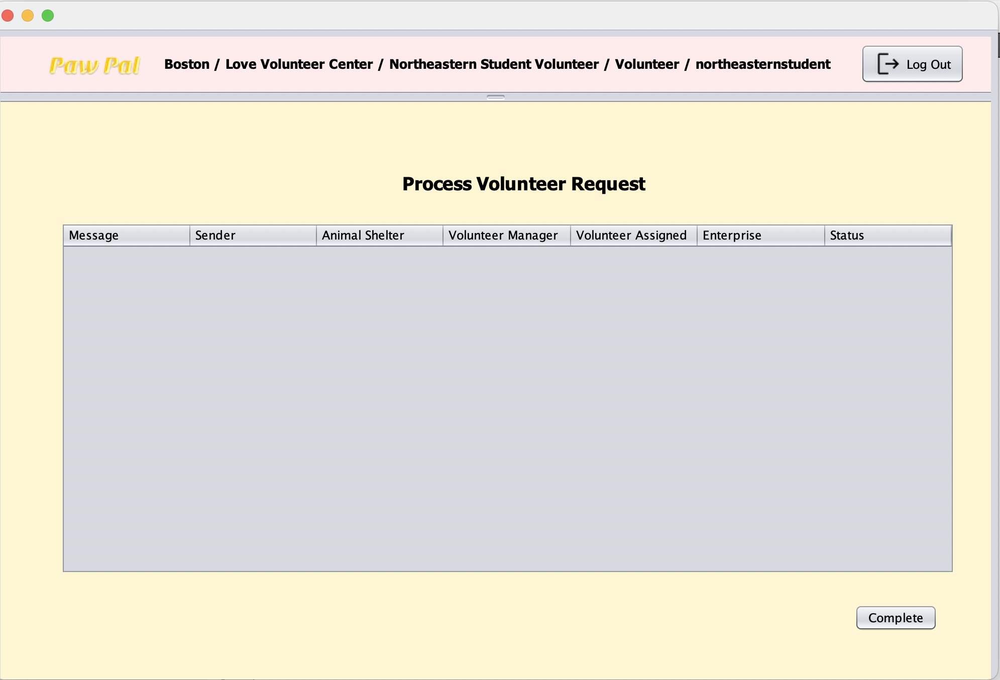 Paw Pal
Boston / Love Volunteer Center / Northeastern Student Volunteer / Volunteer / northeasternstudent
Log Out
Process Volunteer Request
Message Sender Animal Shelter Volunteer Manager Volunteer Assigned Enterprise Status
Complete